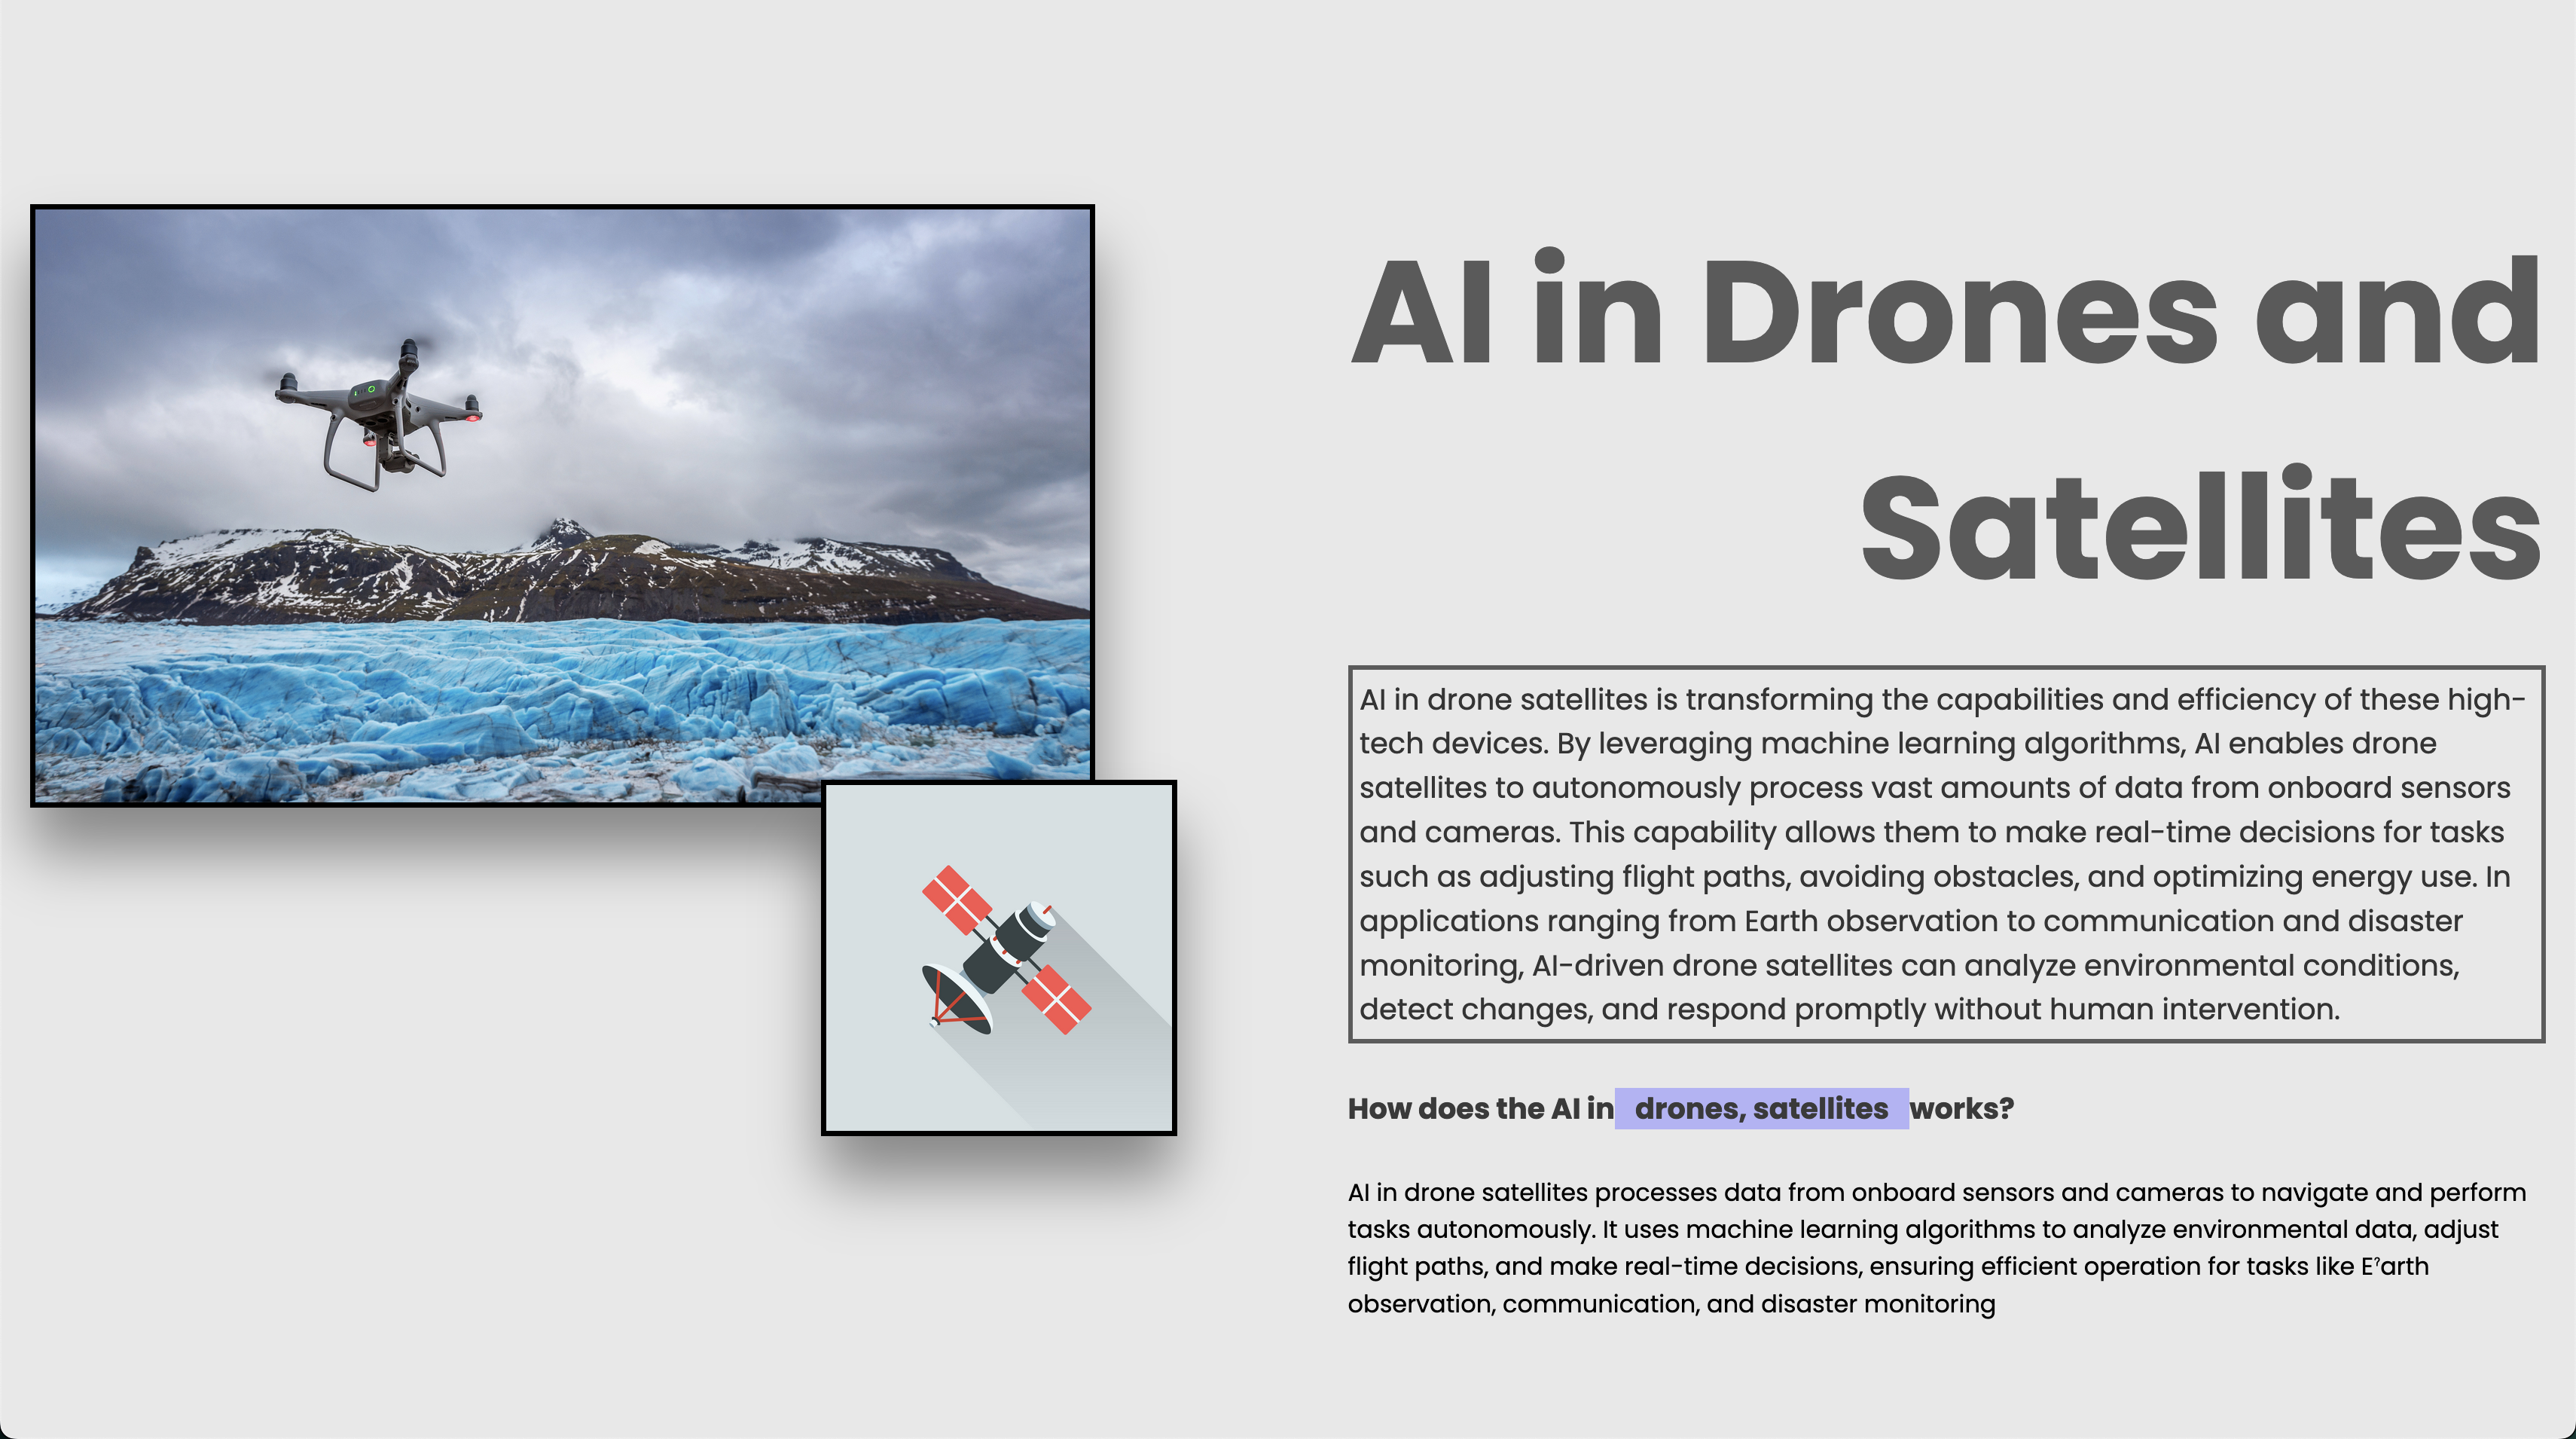 AI in Drones and
Satellites
AI in drone satellites is transforming the capabilities and efficiency of these high-
tech devices. By leveraging machine learning algorithms, AI enables drone
satellites to autonomously process vast amounts of data from onboard sensors
and cameras. This capability allows them to make real-time decisions for tasks
such as adjusting flight paths, avoiding obstacles, and optimizing energy use. In
applications ranging from Earth observation to communication and disaster
monitoring, AI-driven drone satellites can analyze environmental conditions,
detect changes, and respond promptly without human intervention.
How does the AI in drones, satellites works?
AI in drone satellites processes data from onboard sensors and cameras to navigate and perform
tasks autonomously. It uses machine learning algorithms to analyze environmental data, adjust
flight paths, and make real-time decisions, ensuring efficient operation for tasks like E?arth
observation, communication, and disaster monitoring